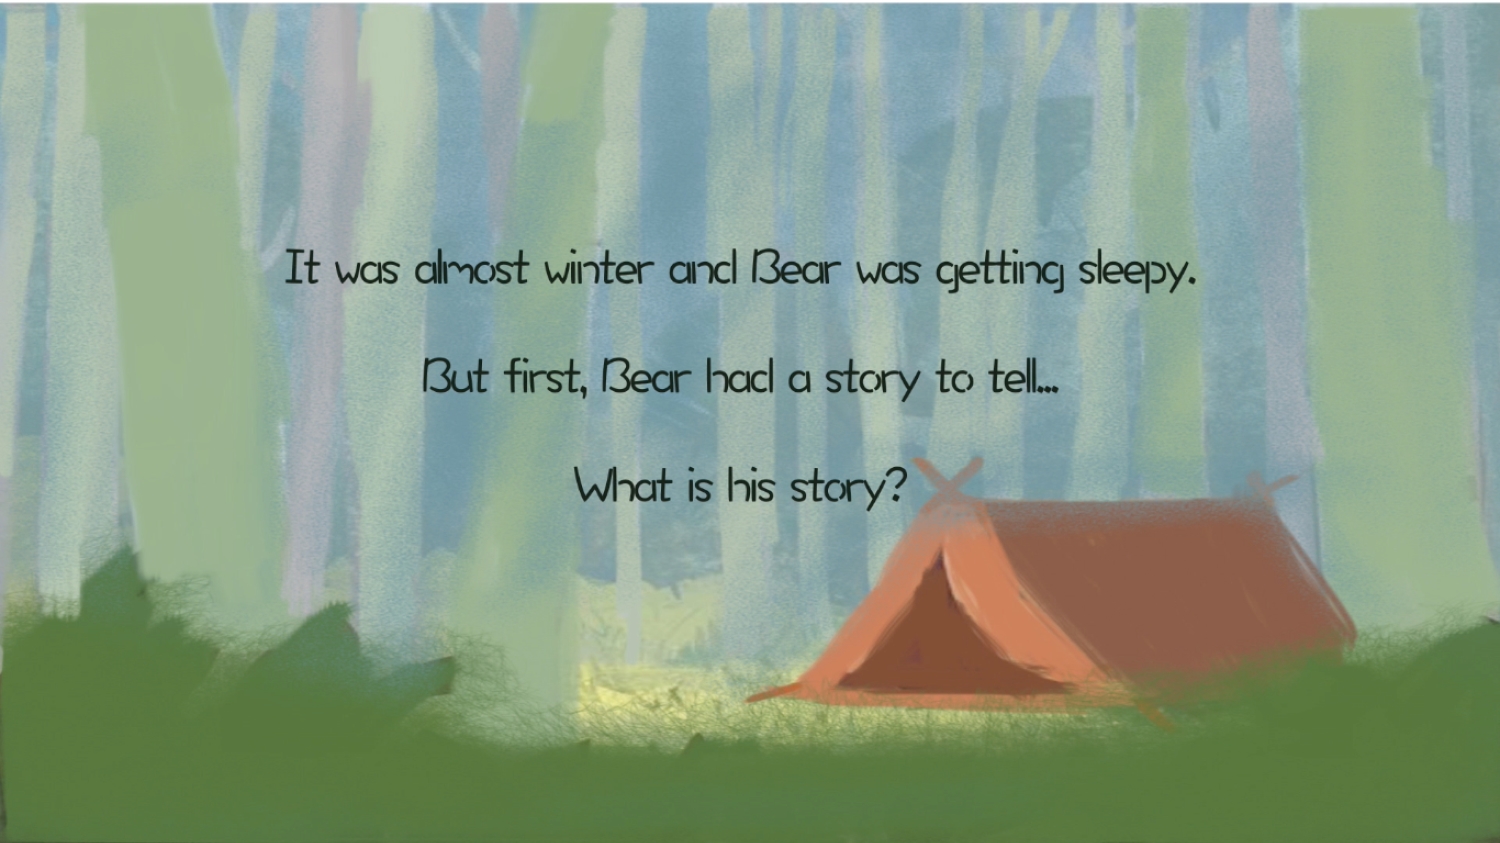 It was almost winter and Bear was getting sleepy.
But first, Bear had a story to tell...
What is his story?